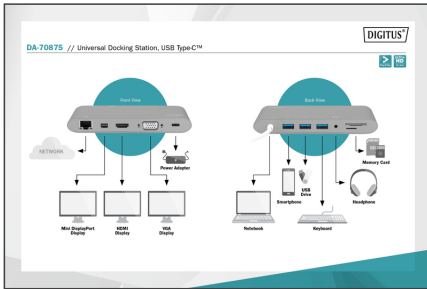 DIGITUS®
DA-70875 // Universal Docking Station, USB Type-C™
Front View
Back View
NETWORK
Power Adapter
Memory Card
Smartphone
USB
Drive
Headphone
Mini DisplayPort
Display
HDMI
Display
VGA
Display
Notebook
Keyboard